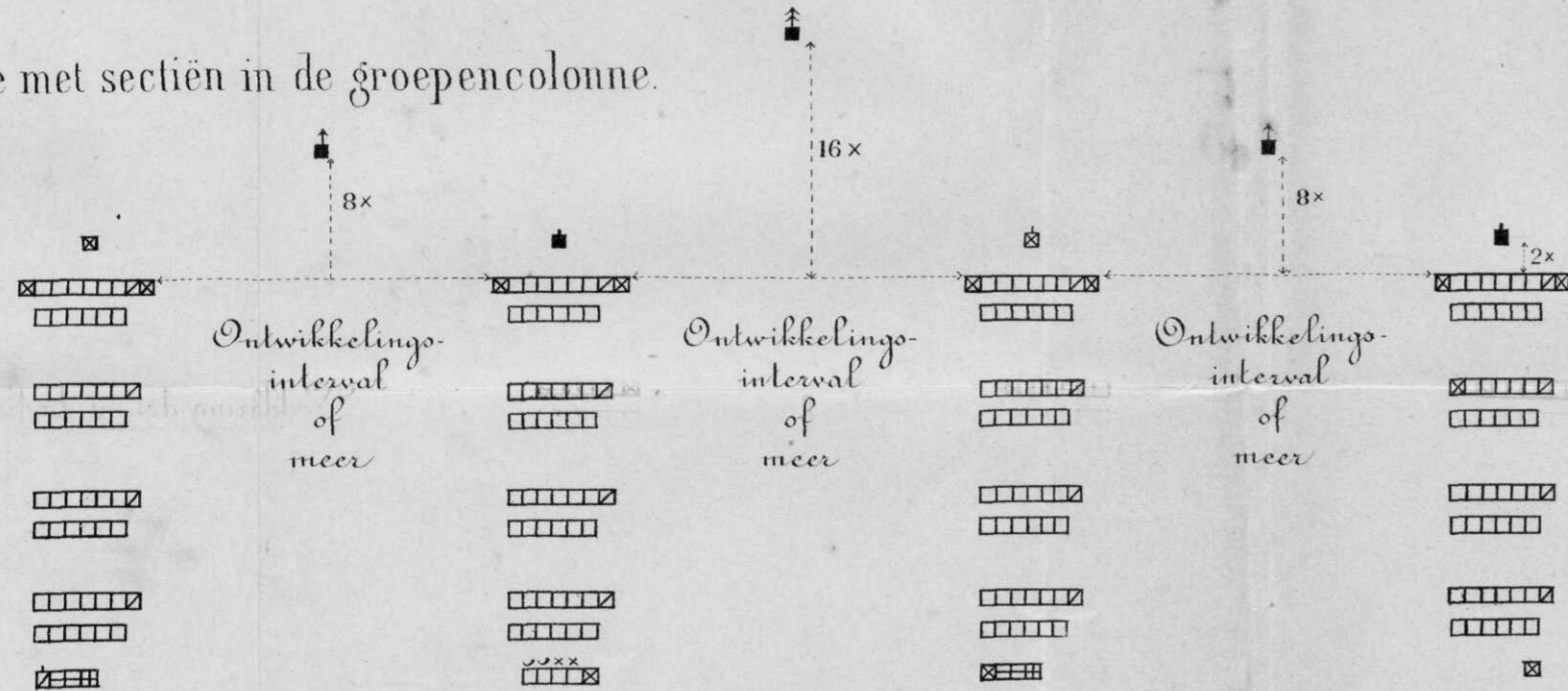 e met sectiën in de groepencolonne.
16 ×
8×
8×
2×
Ontwikkelings-
interval
of
meer
Ontwikkelings-
interval
of
meer
Ontwikkelings-
interval
of
meer